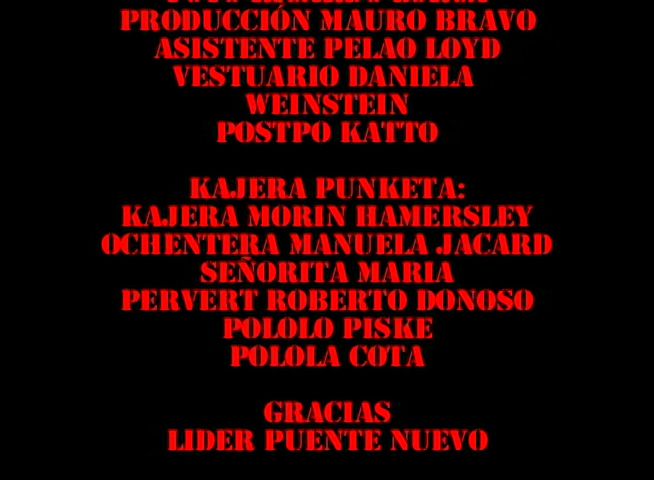 PRODUCCIÓN MAURO BRAVO
ASISTENTE PELAO LOYD
VESTUARIO DANIELA
WEINSTEIN
POSTPO KATTO
KAJERA PUNKETA:
KAJERA MORIN HAMERSLEY
OCHENTERA MANUELA JACARD
SEÑORITA MARIA
PERVERT ROBERTO DONOSO
POLOLO PISKE
POLOLA COTA
GRACIAS
LIDER PUENTE NUEVO